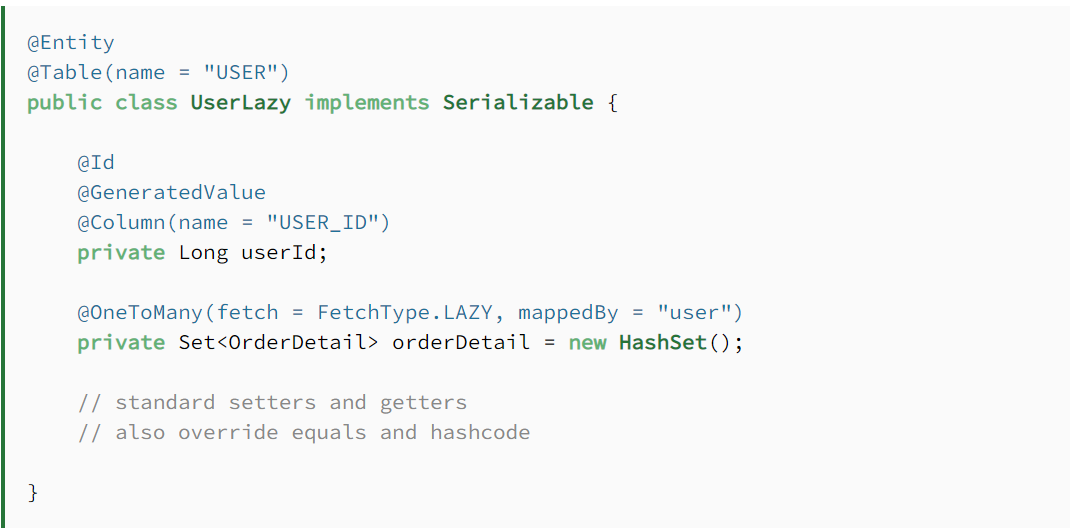 @Entity
@Table(name = "USER")
public class UserLazy implements Serializable {
@Id
@GeneratedValue
@Column(name = "USER_ID")
private Long userId;
@OneToMany(fetch = FetchType.LAZY, mappedBy = "user")
private Set<OrderDetail> orderDetail = new HashSet();
// standard setters and getters
// also override equals and hashcode
}